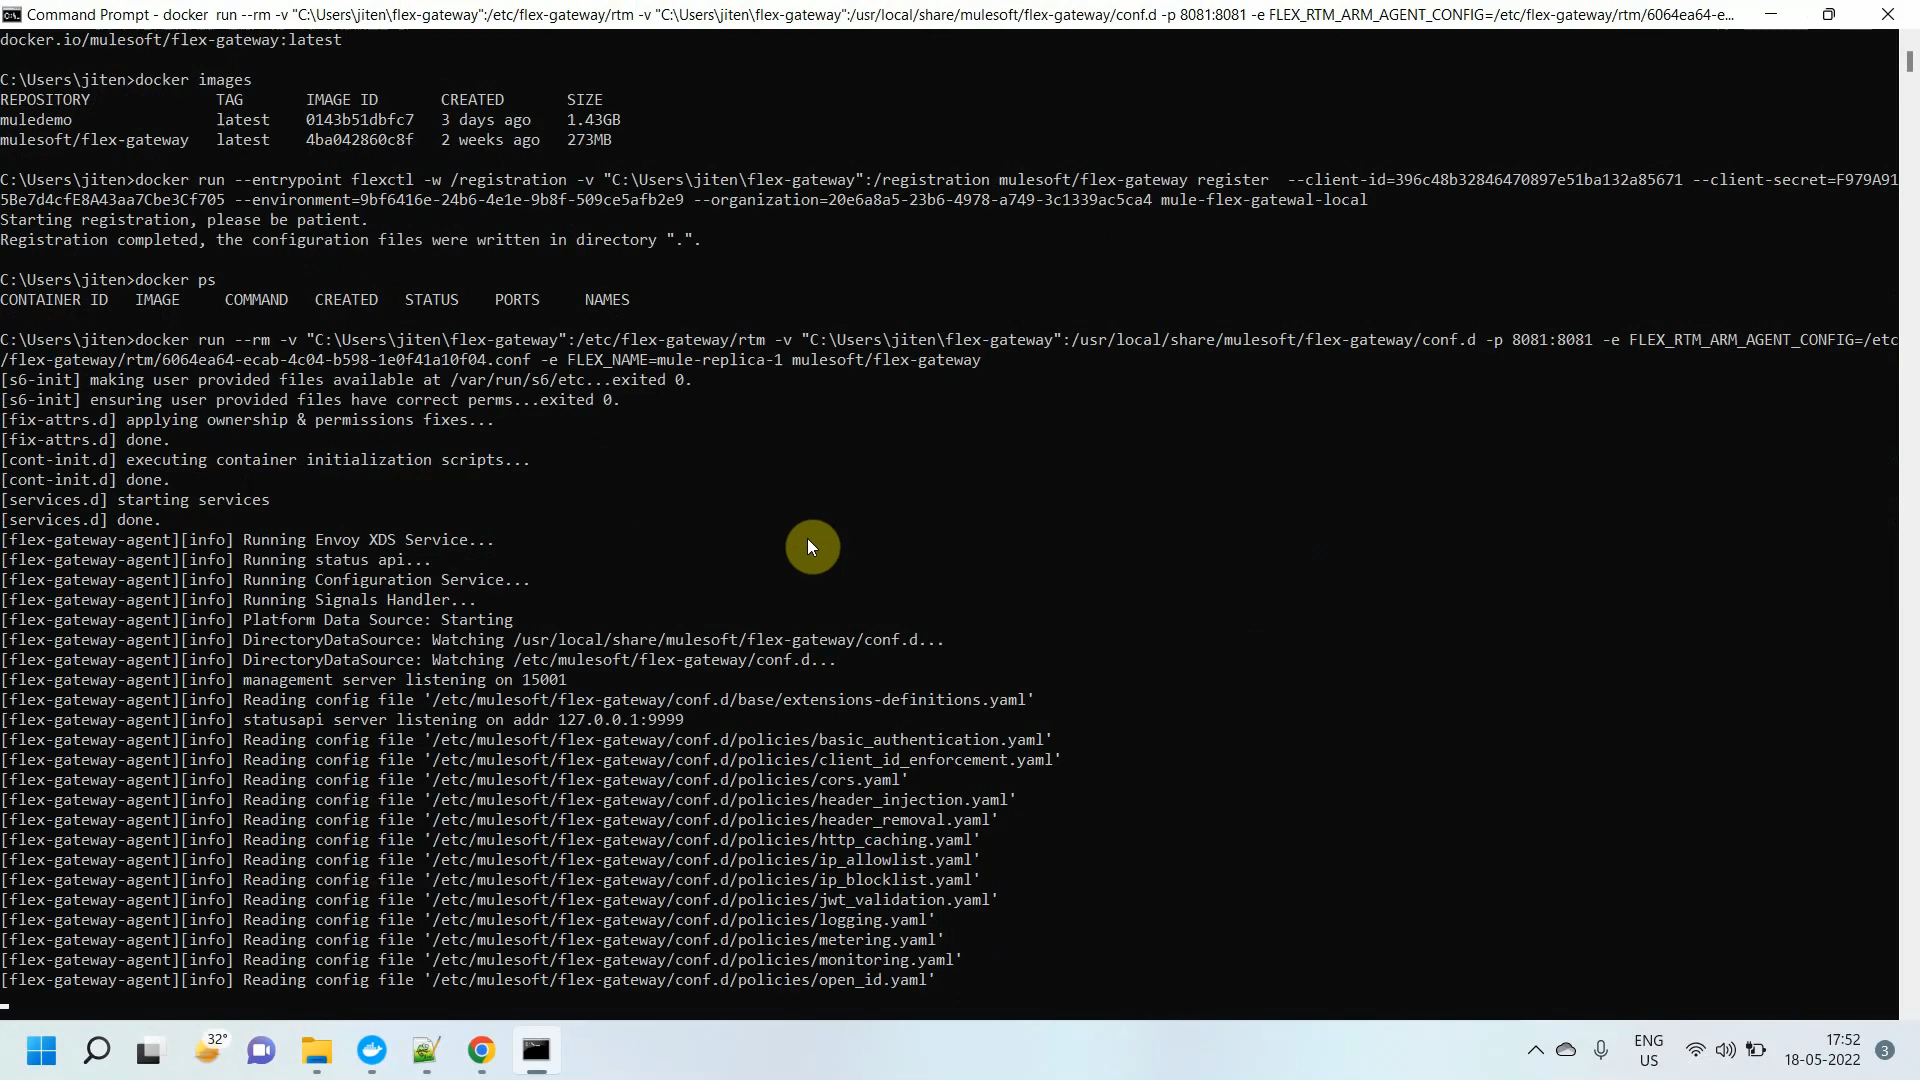 Command Prompt - docker run --rm -v "C:\Users\jiten\flex-gateway":/etc/flex-gateway/rtm -v "C:\Users\jiten\flex-gateway":/usr/local/share/mulesoft/flex-gateway/conf.d -p 8081:8081 -e FLEX_RTM_ARM_AGENT_CONFIG=/etc/flex-gateway/rtm/6064ea64-e...
docker.io/mulesoft/flex-gateway:latest
C:\Users\jiten>docker images
REPOSITORY TAG IMAGE ID CREATED SIZE
muledemo latest 0143b51dbfc7 3 days ago 1.43GB
mulesoft/flex-gateway latest 4ba042860c8f 2 weeks ago 273MB
C:\Users\jiten>docker run --entrypoint flexctl -w /registration -v "C:\Users\jiten\flex-gateway":/registration mulesoft/flex-gateway register --client-id=396c48b32846470897e51ba132a85671 --client-secret=F979A91
5Be7d4cfE8A43aa7Cbe3Cf705 --environment=9bf6416e-24b6-4e1e-9b8f-509ce5afb2e9 --organization=20e6a8a5-23b6-4978-a749-3c1339ac5ca4 mule-flex-gatewal-local
Starting registration, please be patient.
Registration completed, the configuration files were written in directory ".".
C:\Users\jiten>docker ps
CONTAINER ID IMAGE COMMAND CREATED STATUS PORTS NAMES
C:\Users\jiten>docker run --rm -v "C:\Users\jiten\flex-gateway":/etc/flex-gateway/rtm -v "C:\Users\jiten\flex-gateway":/usr/local/share/mulesoft/flex-gateway/conf.d -p 8081:8081 -e FLEX_RTM_ARM_AGENT_CONFIG=/etc
/flex-gateway/rtm/6064ea64-ecab-4c04-b598-1e0f41a10f04.conf -e FLEX_NAME=mule-replica-1 mulesoft/flex-gateway
[s6-init] making user provided files available at /var/run/s6/etc...exited 0.
[s6-init] ensuring user provided files have correct perms...exited 0.
[fix-attrs.d] applying ownership & permissions fixes...
[fix-attrs.d] done.
[cont-init.d] executing container initialization scripts...
[cont-init.d] done.
[services.d] starting services
[services.d] done.
[flex-gateway-agent][info] Running Envoy XDS Service...
[flex-gateway-agent][info] Running status api...
[flex-gateway-agent][info] Running Configuration Service...
[flex-gateway-agent][info] Running Signals Handler...
[flex-gateway-agent][info] Platform Data Source: Starting
[flex-gateway-agent][info] DirectoryDataSource: Watching /usr/local/share/mulesoft/flex-gateway/conf.d...
[flex-gateway-agent][info] DirectoryDataSource: Watching /etc/mulesoft/flex-gateway/conf.d...
[flex-gateway-agent][info] management server listening on 15001
[flex-gateway-agent][info] Reading config file '/etc/mulesoft/flex-gateway/conf.d/base/extensions-definitions.yaml'
[flex-gateway-agent][info] statusapi server listening on addr 127.0.0.1:9999
[flex-gateway-agent][info] Reading config file '/etc/mulesoft/flex-gateway/conf.d/policies/basic_authentication.yaml'
[flex-gateway-agent][info] Reading config file '/etc/mulesoft/flex-gateway/conf.d/policies/client_id_enforcement.yaml'
[flex-gateway-agent][info] Reading config file '/etc/mulesoft/flex-gateway/conf.d/policies/cors.yaml'
[flex-gateway-agent][info] Reading config file '/etc/mulesoft/flex-gateway/conf.d/policies/header_injection.yaml'
[flex-gateway-agent][info] Reading config file '/etc/mulesoft/flex-gateway/conf.d/policies/header_removal.yaml'
[flex-gateway-agent][info] Reading config file '/etc/mulesoft/flex-gateway/conf.d/policies/http_caching.yaml'
[flex-gateway-agent][info] Reading config file '/etc/mulesoft/flex-gateway/conf.d/policies/ip_allowlist.yaml'
[flex-gateway-agent][info] Reading config file '/etc/mulesoft/flex-gateway/conf.d/policies/ip_blocklist.yaml'
[flex-gateway-agent][info] Reading config file '/etc/mulesoft/flex-gateway/conf.d/policies/jwt_validation.yaml'
[flex-gateway-agent][info] Reading config file '/etc/mulesoft/flex-gateway/conf.d/policies/logging.yaml'
[flex-gateway-agent][info] Reading config file '/etc/mulesoft/flex-gateway/conf.d/policies/metering.yaml'
[flex-gateway-agent][info] Reading config file '/etc/mulesoft/flex-gateway/conf.d/policies/monitoring.yaml'
[flex-gateway-agent][info] Reading config file '/etc/mulesoft/flex-gateway/conf.d/policies/open_id.yaml'
32°
ENG
US
17:52
18-05-2022
3